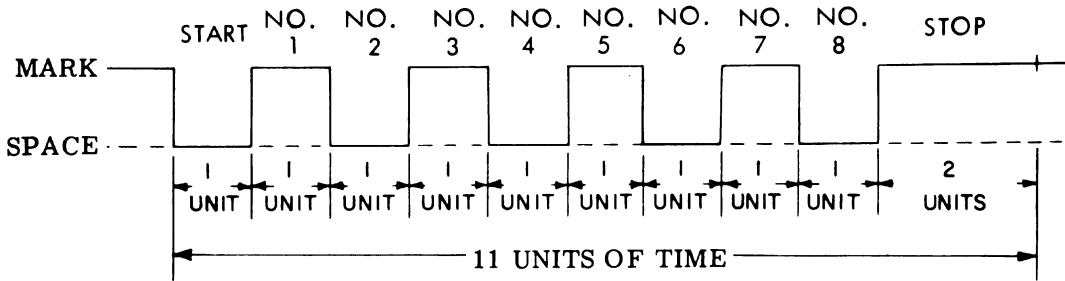 START NO. 1 NO. 2 NO. 3 NO. 4 NO. 5 NO. 6 NO. 7 NO. 8 STOP
MARK
SPACE
1 UNIT 1 UNIT 1 UNIT 1 UNIT 1 UNIT 1 UNIT 1 UNIT 1 UNIT 1 UNIT 2 UNITS
11 UNITS OF TIME